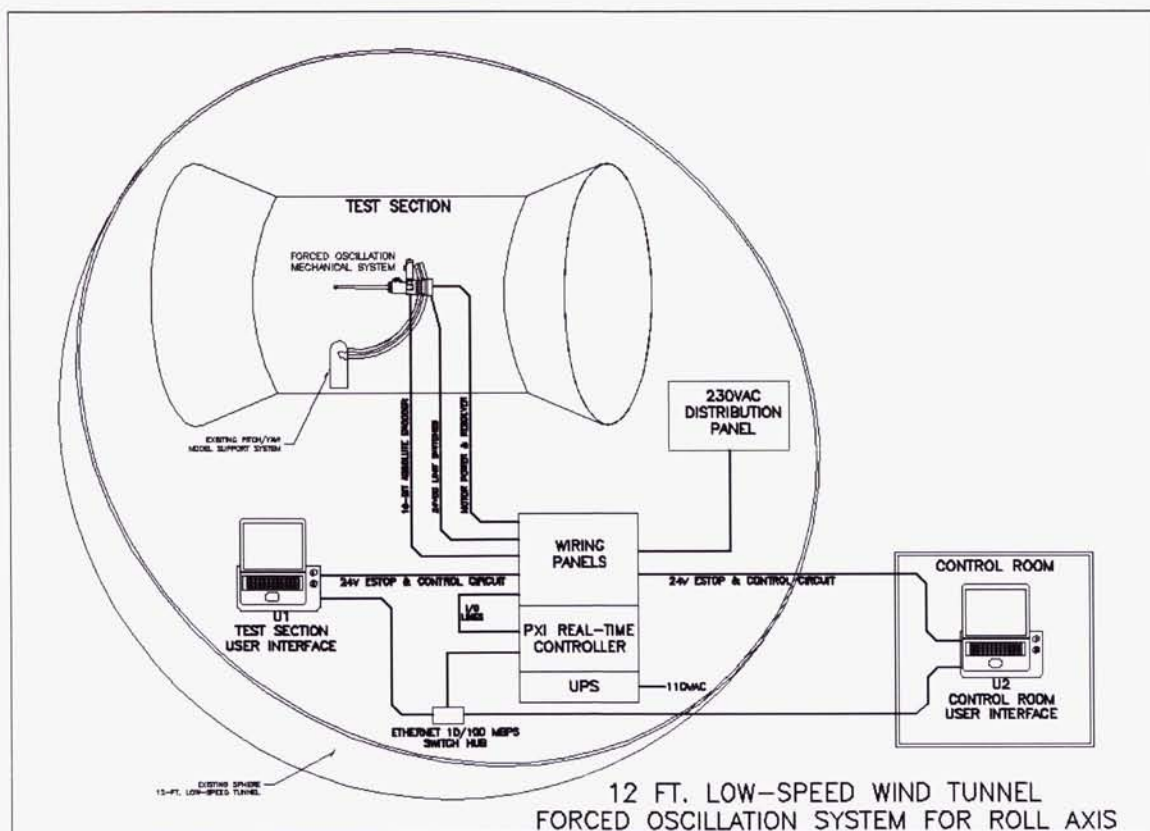 TEST SECTION
FORCED OSCILLATION
MECHANICAL SYSTEM
230VAC
DISTRIBUTION
PANEL
EXISTING PITCH/YAW
MODEL SUPPORT SYSTEM
16-BIT ABSOLUTE ENCODER
24VDC LIMIT SWITCHES
MOTOR POWER & RESOLVER
WIRING
PANELS
24V ESTOP & CONTROL CIRCUIT
24V ESTOP & CONTROL CIRCUIT
CONTROL ROOM
U1
TEST SECTION
USER INTERFACE
I/O
LINES
PXI REAL-TIME
CONTROLLER
UPS
110VAC
U2
CONTROL ROOM
USER INTERFACE
ETHERNET 10/100 MBPS
SWITCH HUB
EXISTING SPHERE
12-FT. LOW-SPEED TUNNEL
12 FT. LOW-SPEED WIND TUNNEL
FORCED OSCILLATION SYSTEM FOR ROLL AXIS